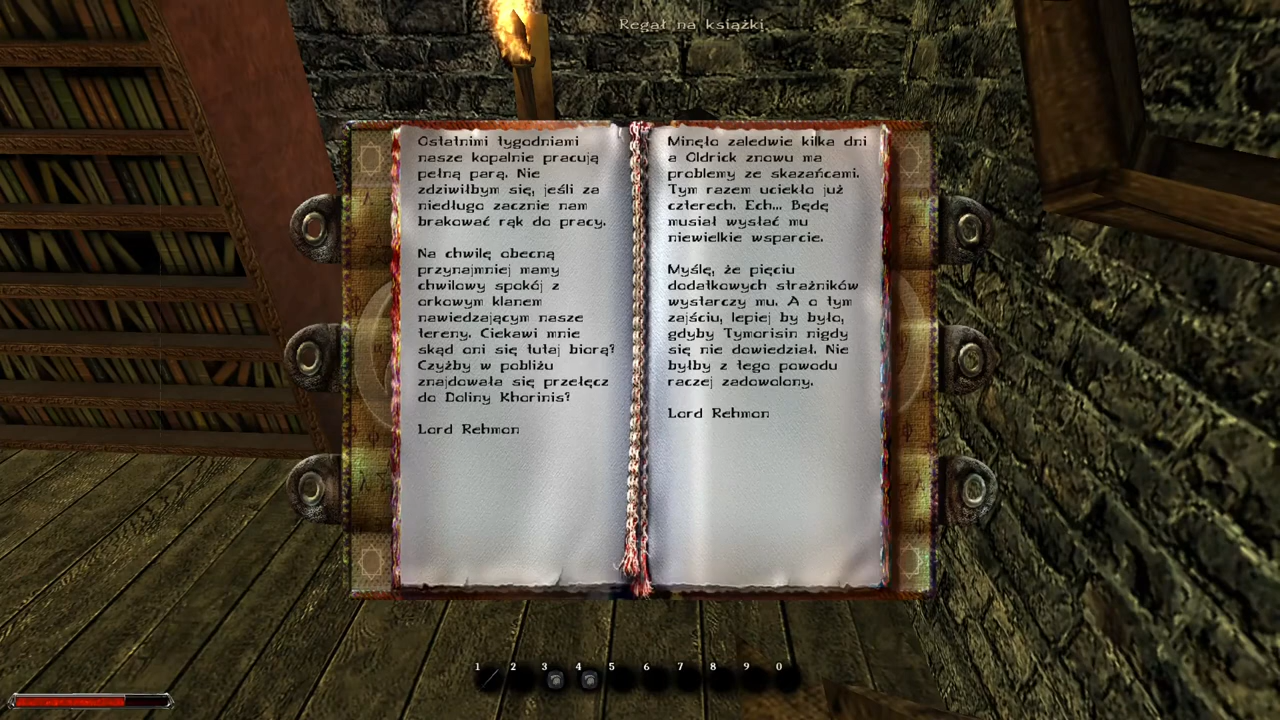 Regał na książki
Ostatnimi tygodniami
nasze kopalnie pracują
pełną parą. Nie
zdziwiłbym się, jeśli za
niedługo zacznie nam
brakować rąk do pracy.
Na chwilę obecną
przynajmniej mamy
chwilowy spokój z
orkowym klanem
nawiedzającym nasze
tereny. Ciekawi mnie
skąd oni się tutaj biorą?
Czyżby w pobliżu
znajdowała się przełęcz
do Doliny Khorinis?
Lord Rehmon
Minęło zaledwie kilka dni
a Oldrick znowu ma
problemy ze skazańcami.
Tym razem uciekło już
czterech. Ech... Będę
musiał wysłać mu
niewielkie wsparcie.
Myślę, że pięciu
dodatkowych strażników
wystarczy mu. A o tym
zajściu, lepiej by było,
gdyby Tymorisin nigdy
się nie dowiedział. Nie
byłby z tego powodu
raczej zadowolony.
Lord Rehmon
1 2 3 4 5 6 7 8 9 0